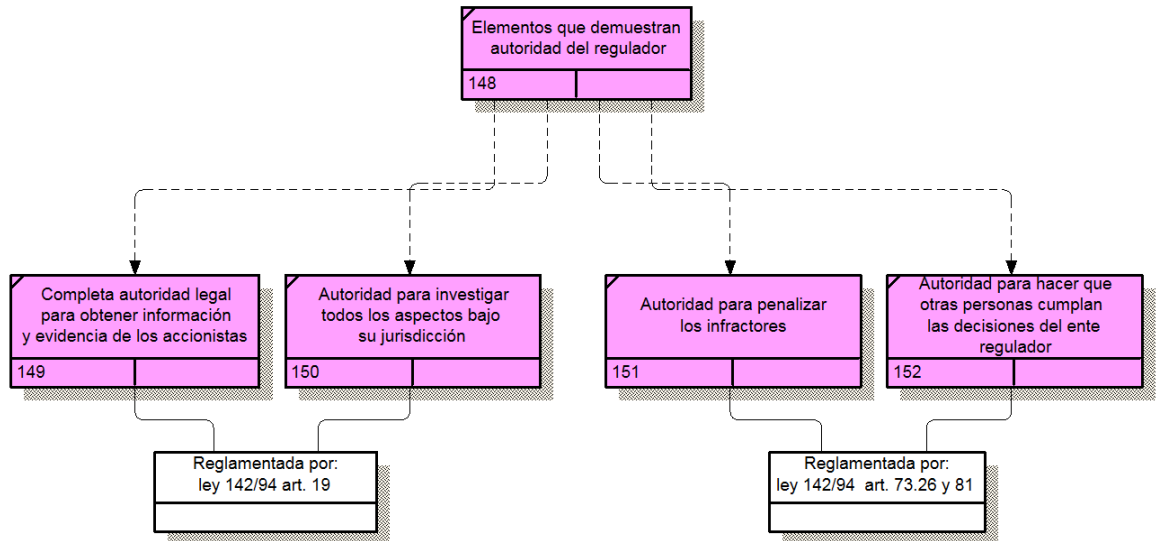 Elementos que demuestran
autoridad del regulador
148
Completa autoridad legal
para obtener información
y evidencia de los accionistas
149
Autoridad para investigar
todos los aspectos bajo
su jurisdicción
150
Autoridad para penalizar
los infractores
151
Autoridad para hacer que
otras personas cumplan
las decisiones del ente
regulador
152
Reglamentada por:
ley 142/94 art. 19
Reglamentada por:
ley 142/94  art. 73.26 y 81